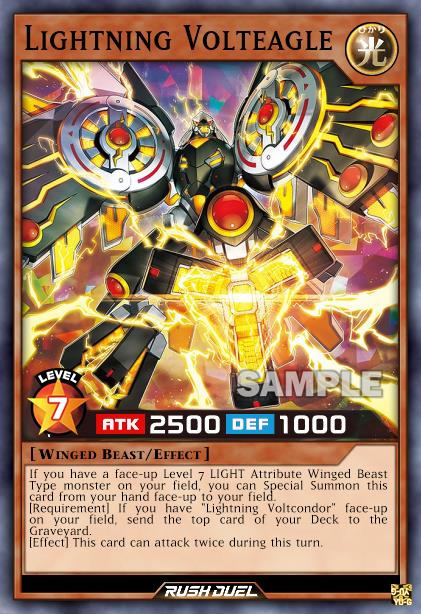 Lightning Volteagle
ひかり
光
SAMPLE
LEVEL
7
ATK 2500 DEF 1000
[Winged Beast/Effect]
If you have a face-up Level 7 LIGHT Attribute Winged Beast
Type monster on your field, you can Special Summon this
card from your hand face-up to your field.
[Requirement] If you have "Lightning Voltcondor" face-up
on your field, send the top card of your Deck to the
Graveyard.
[Effect] This card can attack twice during this turn.
RUSH DUEL